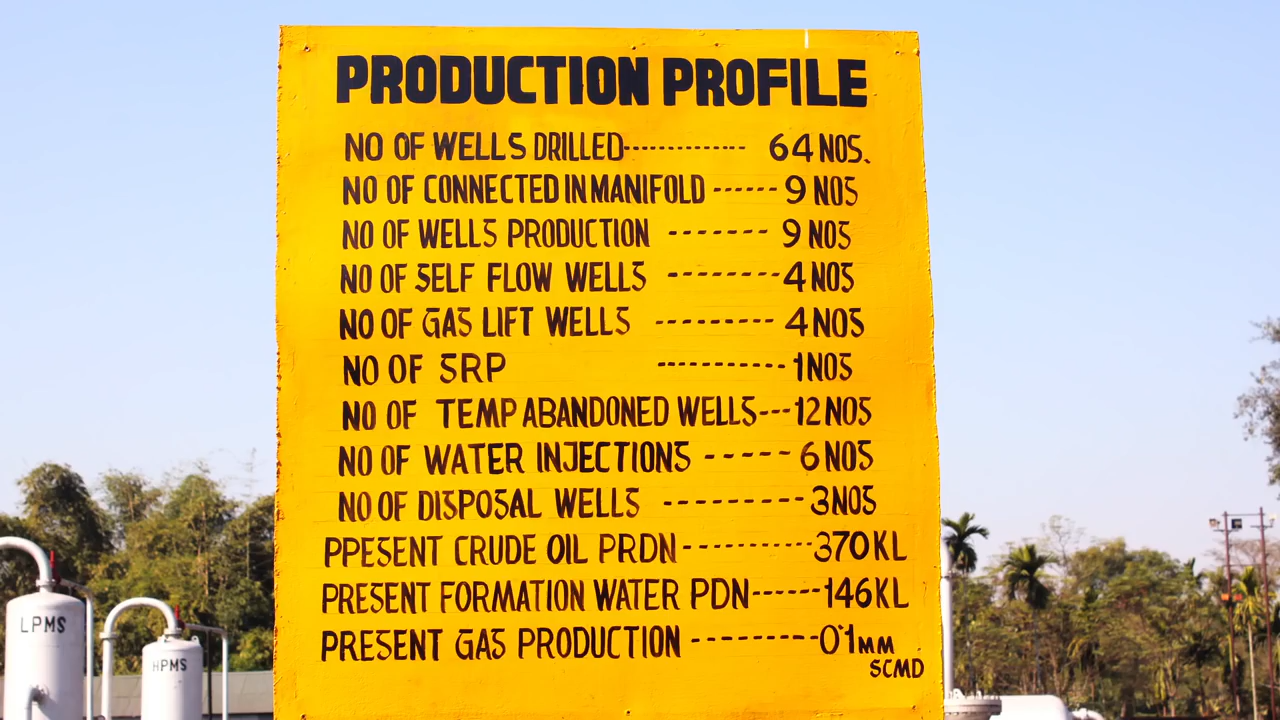 PRODUCTION PROFILE
NO OF WELLS DRILLED------------- 64 NOS.
NO OF CONNECTED IN MANIFOLD ------ 9 NOS
NO OF WELLS PRODUCTION ------- 9 NOS
NO OF SELF FLOW WELLS --------4 NOS
NO OF GAS LIFT WELLS --------- 4 NOS
NO OF SRP ----------1 NOS
NO OF TEMP ABANDONED WELLS---12 NOS
NO OF WATER INJECTIONS ----- 6 NOS
NO OF DISPOSAL WELLS ----------3 NOS
PPESENT CRUDE OIL PRDN----------370 KL
PRESENT FORMATION WATER PDN------146 KL
PRESENT GAS PRODUCTION ---------0·1 MM
SCMD
LPMS
HPMS